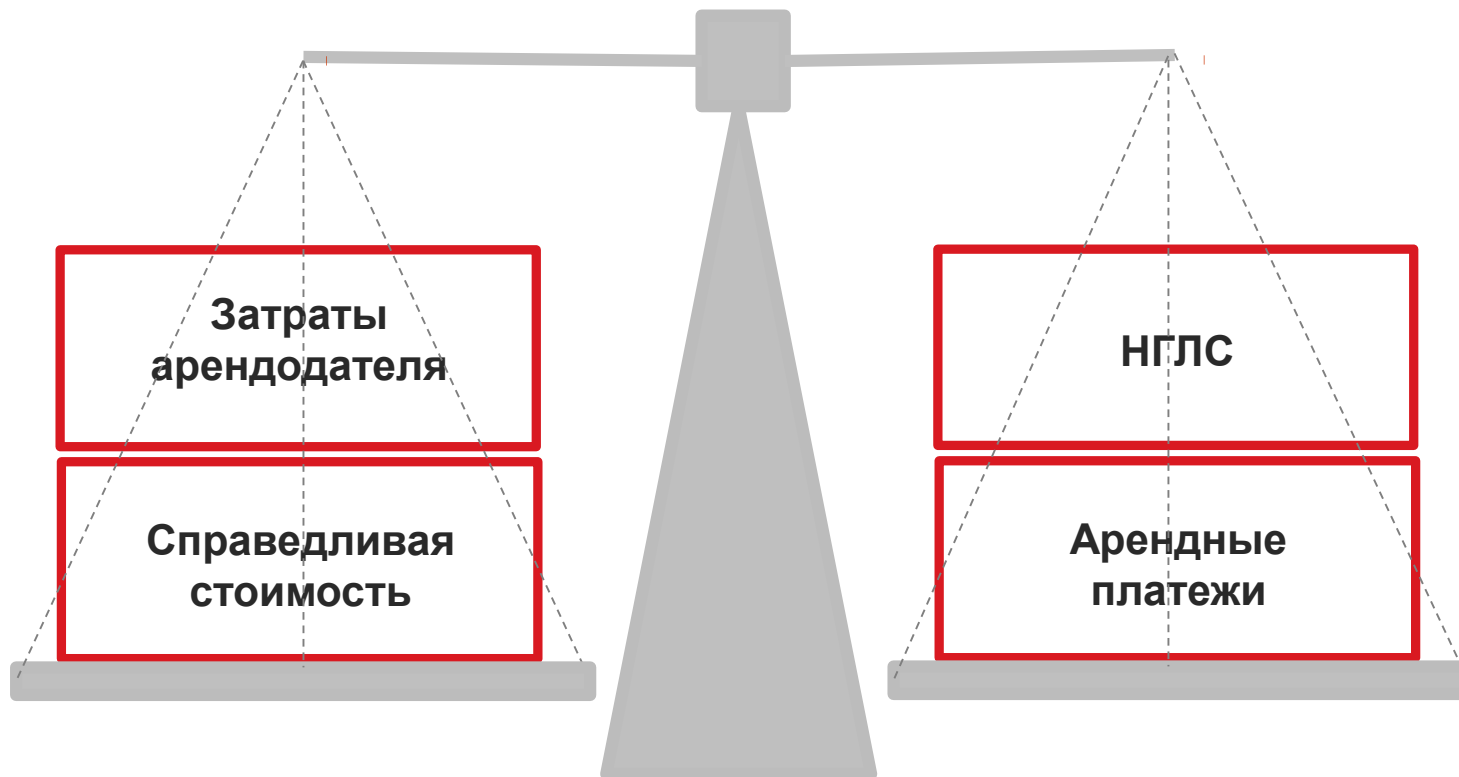 Затраты
арендодателя
НГЛС
Справедливая
стоимость
Арендные
платежи